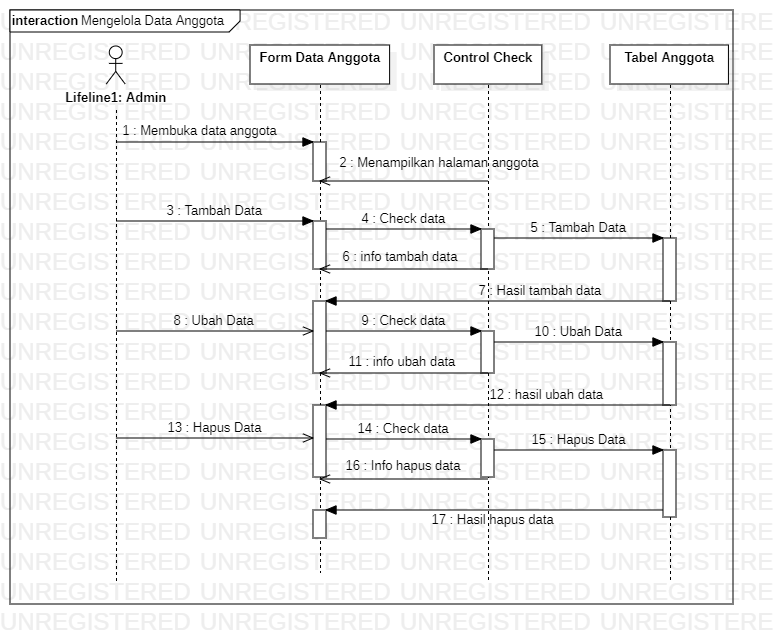 interaction Mengelola Data Anggota
Form Data Anggota
Control Check
Tabel Anggota
Lifeline1: Admin
1 : Membuka data anggota
2 : Menampilkan halaman anggota
3 : Tambah Data
4 : Check data
5 : Tambah Data
6 : info tambah data
7 : Hasil tambah data
8 : Ubah Data
9 : Check data
10 : Ubah Data
11 : info ubah data
12 : hasil ubah data
13 : Hapus Data
14 : Check data
15 : Hapus Data
16 : Info hapus data
17 : Hasil hapus data
UNREGISTERED UNREGISTERED UNREGISTERED UNREGISTERED